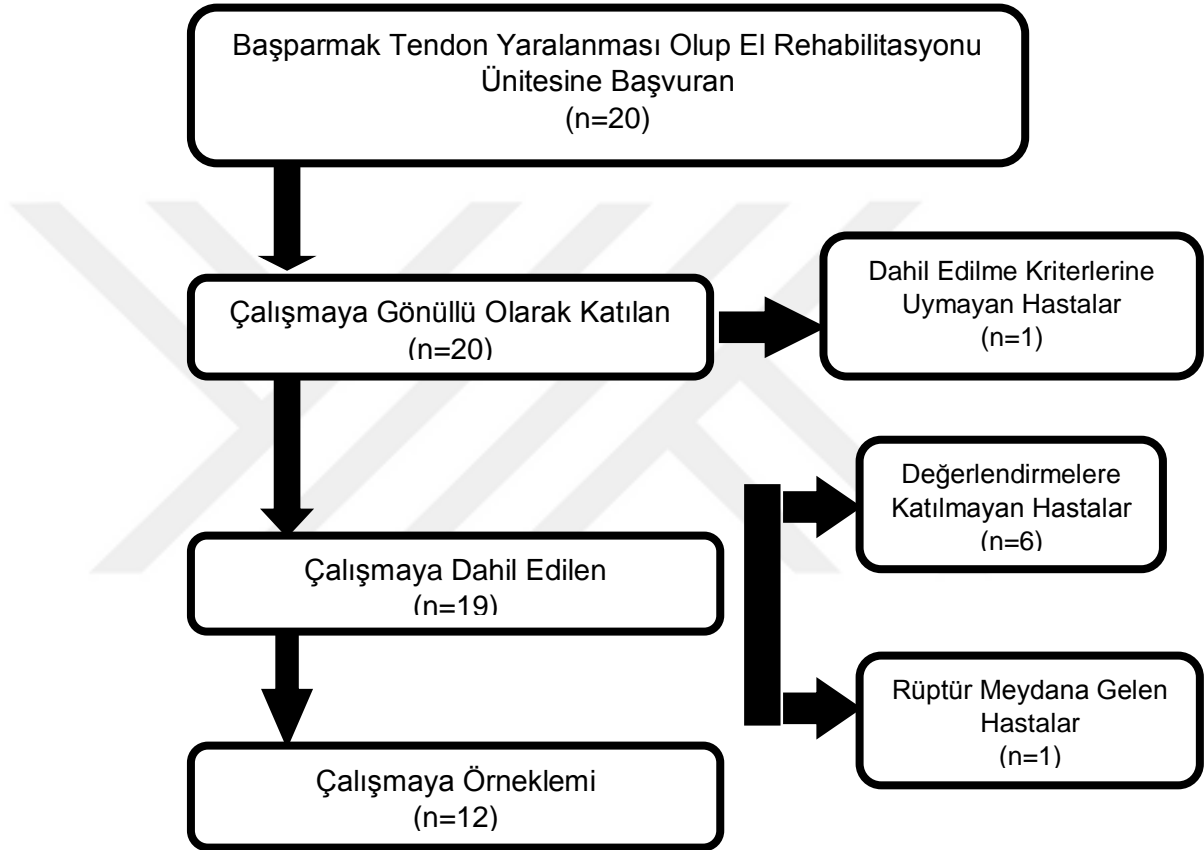 Başparmak Tendon Yaralanması Olup El Rehabilitasyonu
Ünitesine Başvuran
(n=20)
Çalışmaya Gönüllü Olarak Katılan
(n=20)
Dahil Edilme Kriterlerine
Uymayan Hastalar
(n=1)
Değerlendirmelere
Katılmayan Hastalar
(n=6)
Çalışmaya Dahil Edilen
(n=19)
Rüptür Meydana Gelen
Hastalar
(n=1)
Çalışmaya Örneklemi
(n=12)